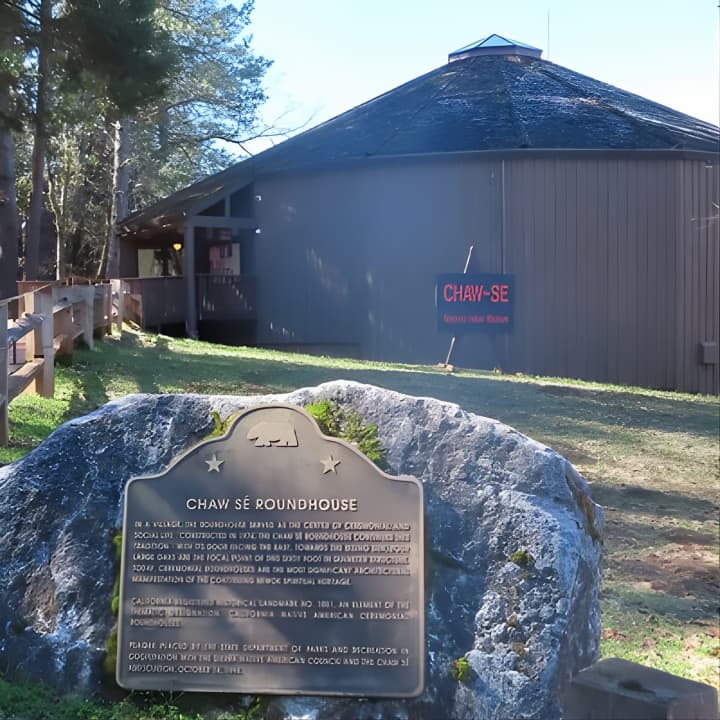 CHAW-SE
CHAW SÉ ROUNDHOUSE
IN A VILLAGE, THE ROUNDHOUSE SERVED AS THE CENTER OF CEREMONIAL AND
SOCIAL LIFE. CONSTRUCTED IN 1974, THE CHAW SÉ ROUNDHOUSE CONTINUES THIS
TRADITION. WITH ITS DOOR FACING THE EAST, TOWARDS THE RISING SUN, FOUR
LARGE OAKS ARE THE FOCAL POINT OF THIS SIXTY FOOT IN DIAMETER STRUCTURE.
TODAY, CEREMONIAL ROUNDHOUSES ARE THE MOST SIGNIFICANT ARCHITECTURAL
MANIFESTATION OF THE CONTINUING MIWOK SPIRITUAL HERITAGE.
CALIFORNIA REGISTERED HISTORICAL LANDMARK NO. 1001, AN ELEMENT OF THE
THEMATIC DESIGNATION, CALIFORNIA NATIVE AMERICAN CEREMONIAL
ROUNDHOUSES.
PLAQUE PLACED BY THE STATE DEPARTMENT OF PARKS AND RECREATION IN
COOPERATION WITH THE SIERRA NATIVE AMERICAN COUNCIL AND THE CHAW SÉ
ASSOCIATION, OCTOBER